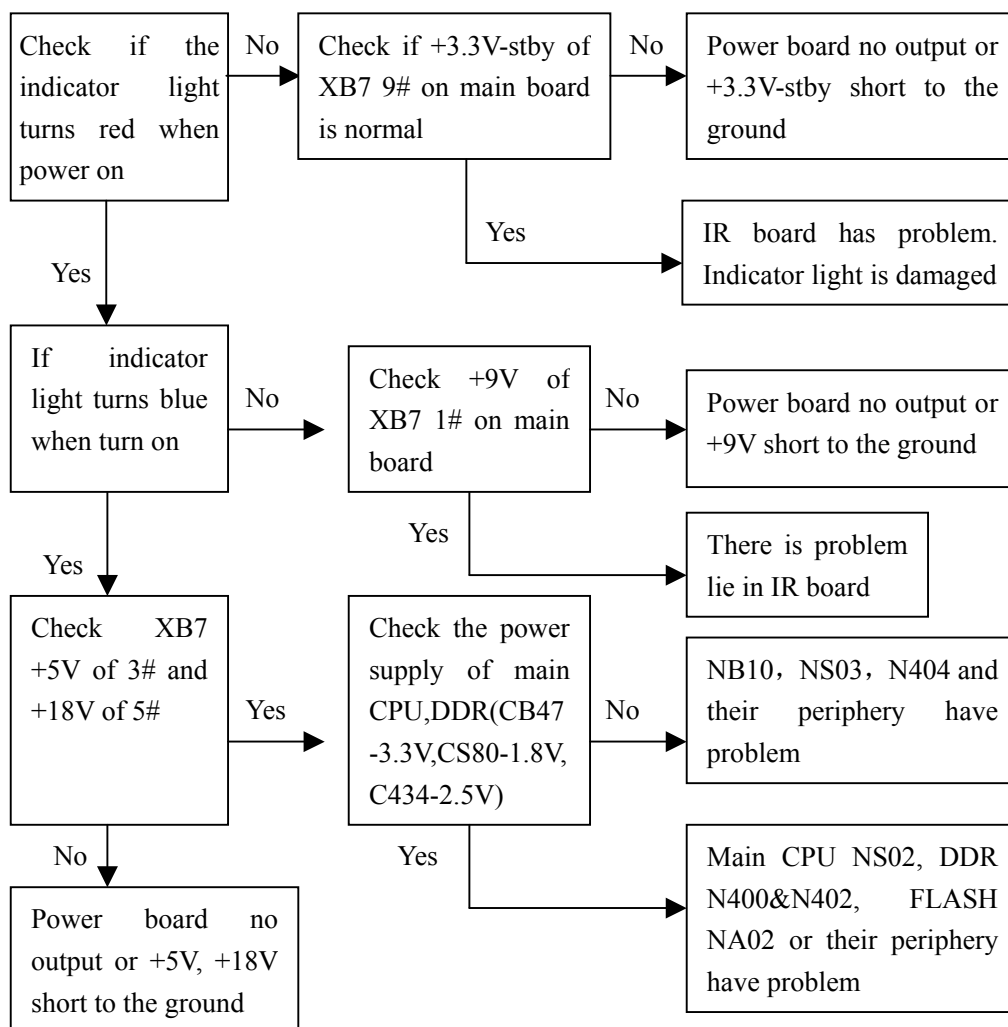 Check if the
indicator light
turns red when
power on
No
Check if +3.3V-stby of
XB7 9# on main board
is normal
No
Power board no output or
+3.3V-stby short to the
ground
Yes
IR board has problem.
Indicator light is damaged
Yes
If indicator
light turns blue
when turn on
No
Check +9V of
XB7 1# on main
board
No
Power board no output or
+9V short to the ground
Yes
There is problem
lie in IR board
Yes
Check XB7
+5V of 3# and
+18V of 5#
Yes
Check the power
supply of main
CPU,DDR(CB47
-3.3V,CS80-1.8V,
C434-2.5V)
No
NB10，NS03，N404 and
their periphery have
problem
Yes
Main CPU NS02, DDR
N400&N402, FLASH
NA02 or their periphery
have problem
No
Power board no
output or +5V, +18V
short to the ground